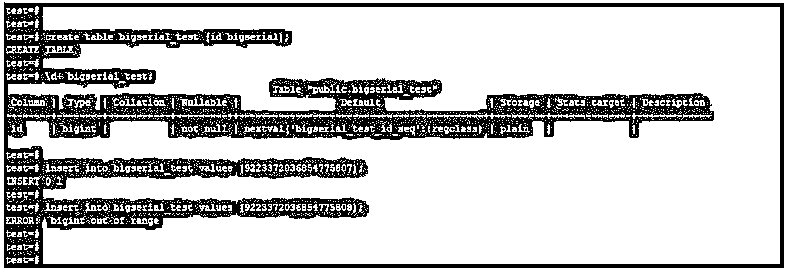 test=#
test=#
test=# create table bigserial_test (id bigserial);
CREATE TABLE
test=#
test=# \d+ bigserial_test;
Table "public.bigserial_test"
Column | Type | Collation | Nullable | Default | Storage | Stats target | Description
id | bigint | | not null | nextval('bigserial_test_id_seq'::regclass) | plain | |
test=#
test=# insert into bigserial_test values (9223372036854775807);
INSERT 0 1
test=#
test=# insert into bigserial_test values (9223372036854775808);
ERROR: bigint out of range
test=#
test=#
test=#